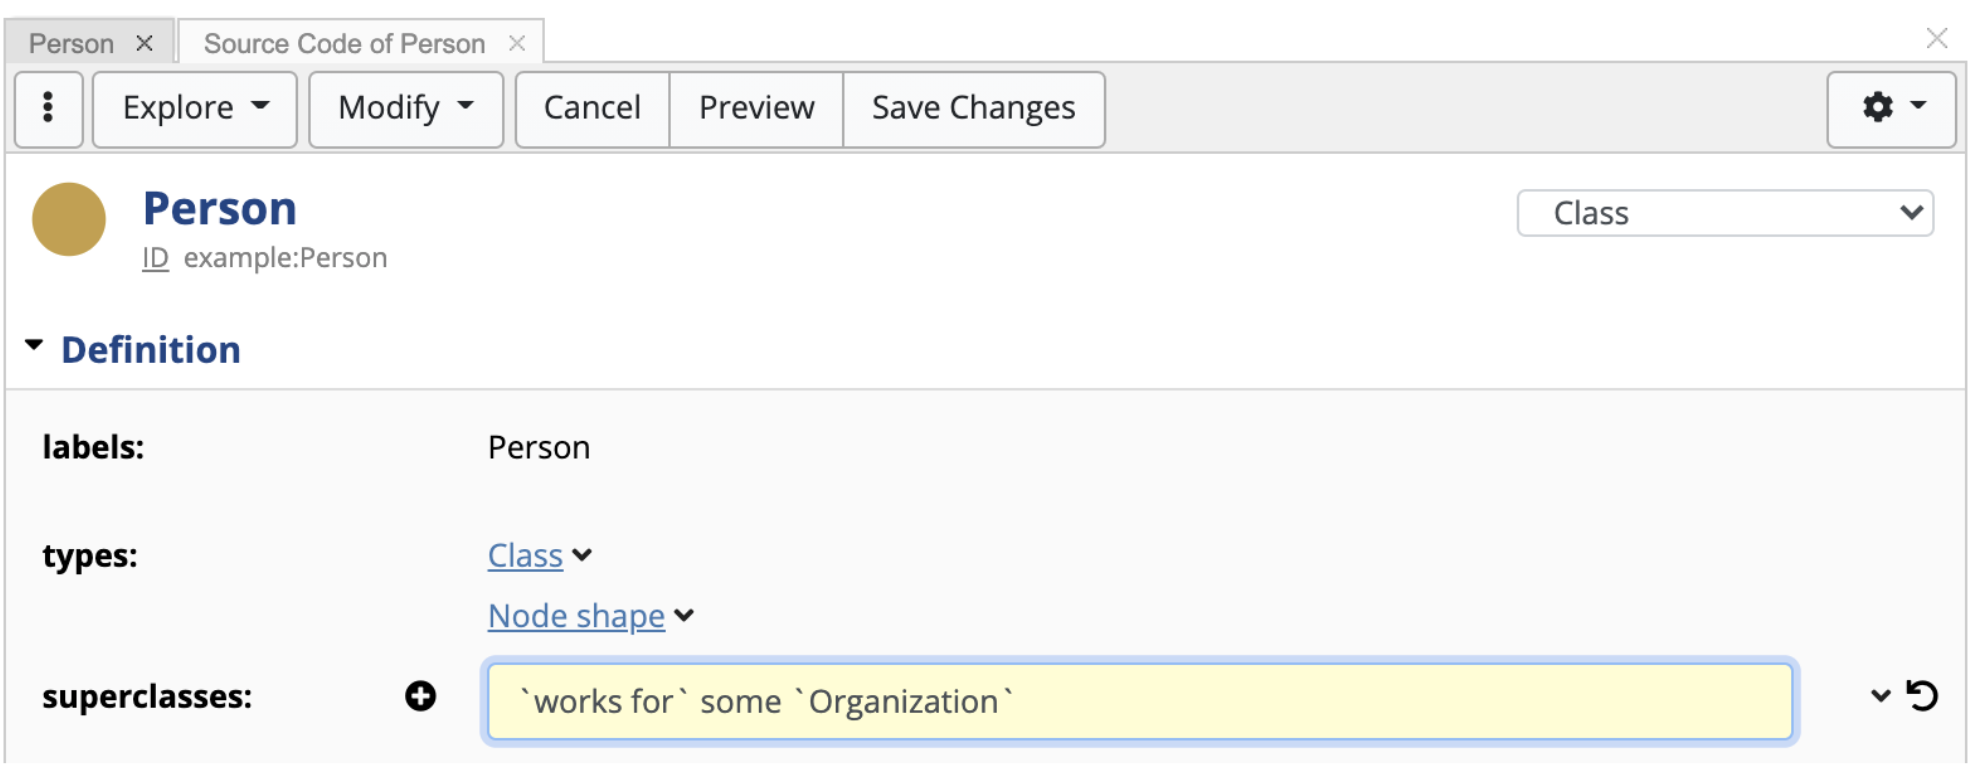 Person
Source Code of Person
Explore
Modify
Cancel
Preview
Save Changes
Person
Class
ID example:Person
Definition
labels: Person
types: Class
Node shape
superclasses: `works for` some `Organization`